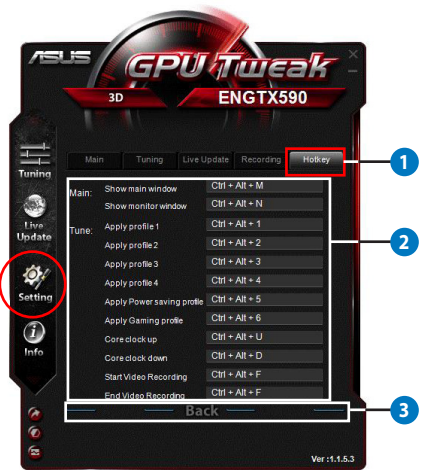 ASUS
GPU Tweak
3D ENGTX590
Main Tuning Live Update Recording Hotkey
1
Tuning
Live Update
Setting
Info
Main: Show main window Ctrl + Alt + M
Show monitor window Ctrl + Alt + N
Tune: Apply profile 1 Ctrl + Alt + 1
Apply profile 2 Ctrl + Alt + 2
2
Apply profile 3 Ctrl + Alt + 3
Apply profile 4 Ctrl + Alt + 4
Apply Power saving profile Ctrl + Alt + 5
Apply Gaming profile Ctrl + Alt + 6
Core clock up Ctrl + Alt + U
Core clock down Ctrl + Alt + D
Start Video Recording Ctrl + Alt + F
End Video Recording Ctrl + Alt + F
Back
3
Ver :1.1.5.3